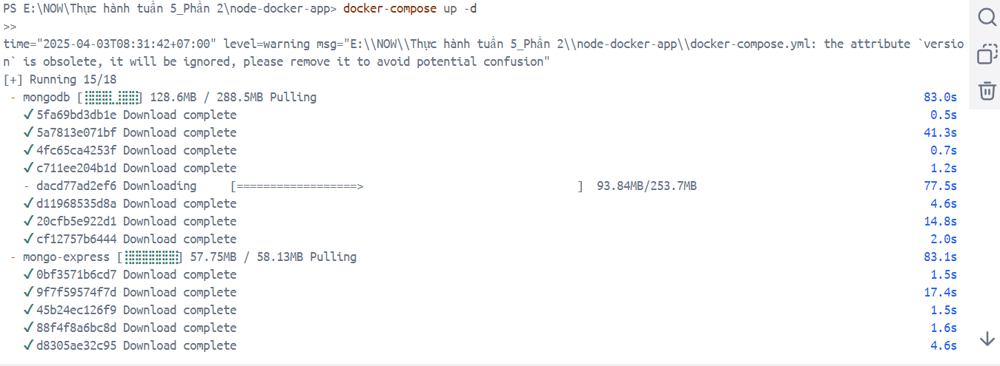 PS E:\NOW\Thực hành tuần 5_Phần 2\node-docker-app> docker-compose up -d
>>
time="2025-04-03T08:31:42+07:00" level=warning msg="E:\\NOW\\Thực hành tuần 5_Phần 2\\node-docker-app\\docker-compose.yml: the attribute `versio
n` is obsolete, it will be ignored, please remove it to avoid potential confusion"
[+] Running 15/18
- mongodb [⣿⣿⣿⣿⣀⣿⣿⣿] 128.6MB / 288.5MB Pulling 83.0s
✔ 5fa69bd3db1e Download complete 0.5s
✔ 5a7813e071bf Download complete 41.3s
✔ 4fc65ca4253f Download complete 0.7s
✔ c711ee204b1d Download complete 1.2s
- dacd77ad2ef6 Downloading [==================> ] 93.84MB/253.7MB 77.5s
✔ d11968535d8a Download complete 4.6s
✔ 20cfb5e922d1 Download complete 14.8s
✔ cf12757b6444 Download complete 2.0s
- mongo-express [⣿⣿⣿⣿⣿⣿⣿⣿] 57.75MB / 58.13MB Pulling 83.1s
✔ 0bf3571b6cd7 Download complete 1.5s
✔ 9f7f59574f7d Download complete 17.4s
✔ 45b24ec126f9 Download complete 1.5s
✔ 88f4f8a6bc8d Download complete 1.6s
✔ d8305ae32c95 Download complete 4.6s